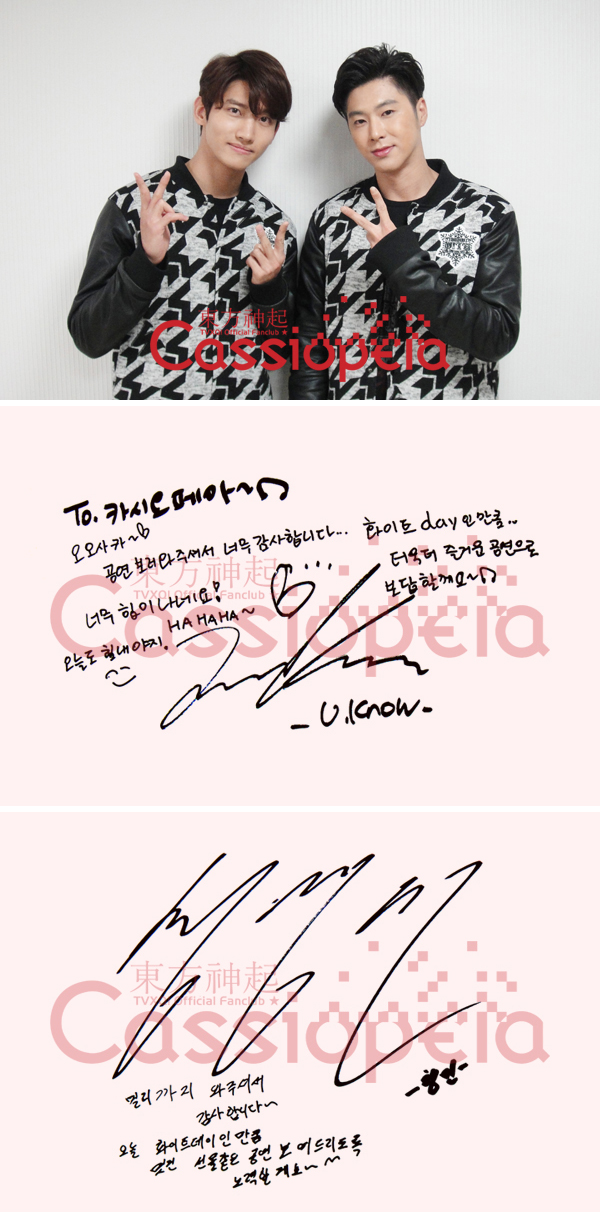 東方神起
TVXQ! Official Fanclub ★
Cassiopeia
To. 카시오페아~
오오사카~
공연 보러와주셔서 너무 감사합니다... 화이트 day 인 만큼..
더욱더 즐거운 공연으로
보답할께요~
너무 힘이 나네요!
HAHAHA~
오늘도 힘내야지.
東方神起
TVXQ! Official Fanclub ★
Cassiopeia
- U.Know -
東方神起
TVXQ! Official Fanclub ★
Cassiopeia
-창민-
멀리까지 와주셔서
감사합니다~
오늘 화이트데이인 만큼
멋진 선물같은 공연 보여드리도록
노력할게요~